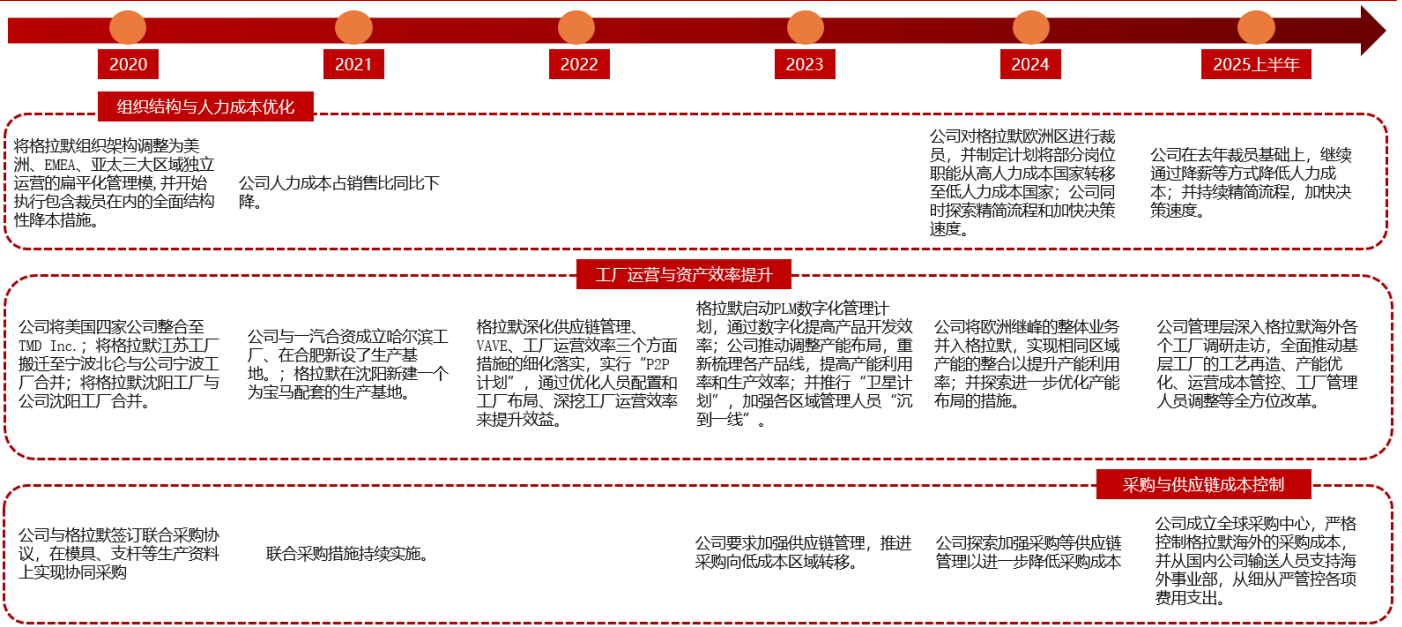 2020
2021
2022
2023
2024
2025上半年
组织结构与人力成本优化
将格拉默组织架构调整为美
洲、EMEA、亚太三大区域独立
运营的扁平化管理模,并开始
执行包含裁员在内的全面结构
性降本措施。
公司人力成本占销售比同比下
降。
公司对格拉默欧洲区进行裁
员，并制定计划将部分岗位
职能从高人力成本国家转移
至低人力成本国家；公司同
时探索精简流程和加快决策
速度。
公司在去年裁员基础上，继续
通过降薪等方式降低人力成
本；并持续精简流程，加快决
策速度。
工厂运营与资产效率提升
公司将美国四家公司整合至
TMD Inc.；将格拉默江苏工厂
搬迁至宁波北仑与公司宁波工
厂合并；将格拉默沈阳工厂与
公司沈阳工厂合并。
公司与一汽合资成立哈尔滨工
厂、在合肥新设了生产基
地。；格拉默在沈阳新建一个
为宝马配套的生产基地。
格拉默深化供应链管理、
VAVE、工厂运营效率三个方面
措施的细化落实，实行“P2P
计划”，通过优化人员配置和
工厂布局、深挖工厂运营效率
来提升效益。
格拉默启动PLM数字化管理计
划，通过数字化提高产品开发效
率；公司推动调整产能布局，重
新梳理各产品线，提高产能利用
率和生产效率；并推行“卫星计
划”，加强各区域管理人员“沉
到一线”。
公司将欧洲继峰的整体业务
并入格拉默，实现相同区域
产能的整合以提升产能利用
率；并探索进一步优化产能
布局的措施。
公司管理层深入格拉默海外各
个工厂调研走访，全面推动基
层工厂的工艺再造、产能优
化、运营成本管控、工厂管理
人员调整等全方位改革。
采购与供应链成本控制
公司与格拉默签订联合采购协
议，在模具、支杆等生产资料
上实现协同采购
联合采购措施持续实施。
公司要求加强供应链管理，推进
采购向低成本区域转移。
公司探索加强采购等供应链
管理以进一步降低采购成本
公司成立全球采购中心，严格
控制格拉默海外的采购成本，
并从国内公司输送人员支持海
外事业部，从细从严管控各项
费用支出。